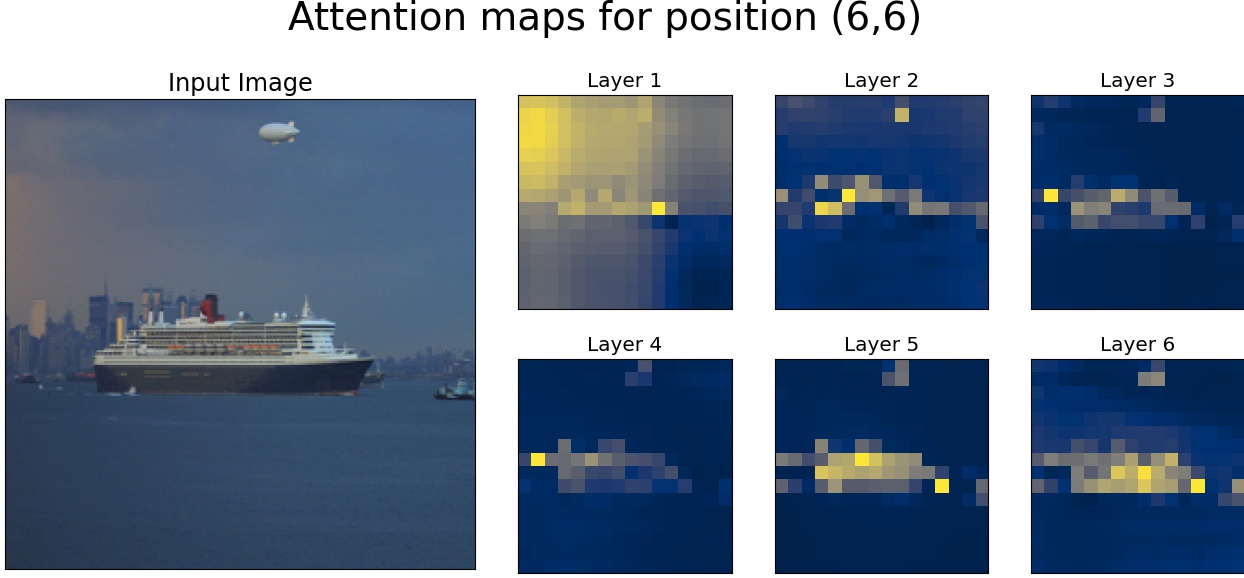 Attention maps for position (6,6)
Input Image
Layer 1
Layer 2
Layer 3
Layer 4
Layer 5
Layer 6